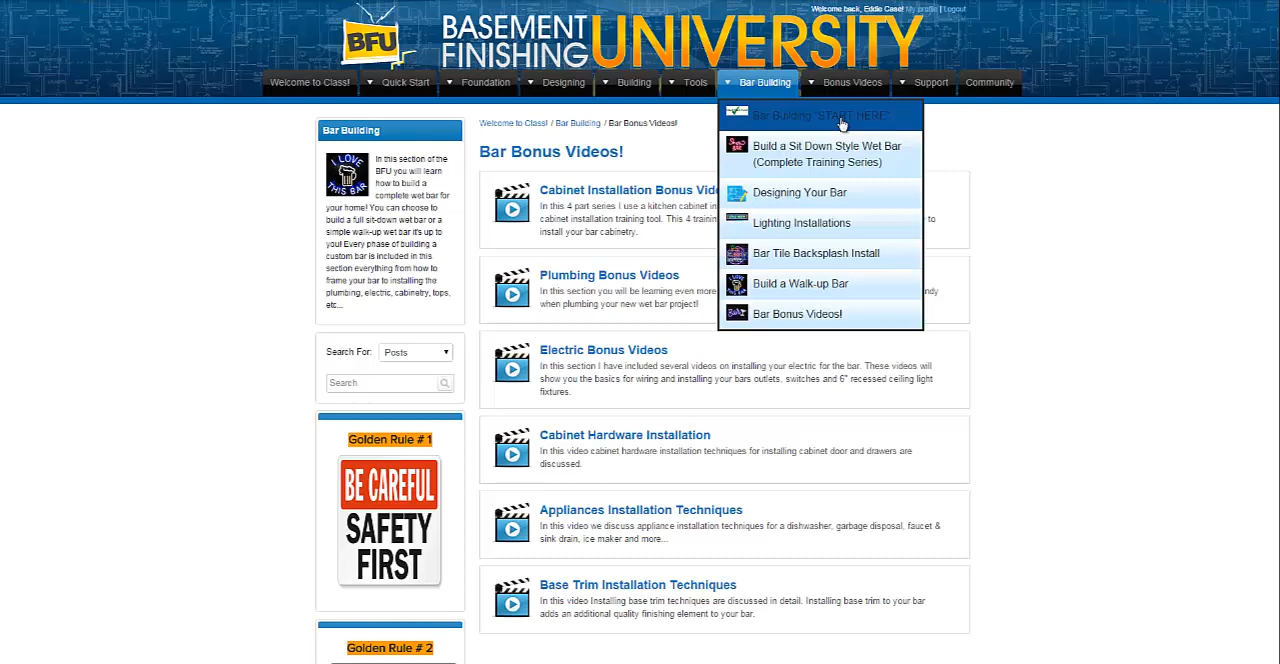 Welcome back, Eddie Case! My profile | Logout
BFU
BASEMENT
FINISHING
UNIVERSITY
Welcome to Class!
Quick Start
Foundation
Designing
Building
Tools
Bar Building
Bonus Videos
Support
Community
Bar Building "START HERE"
Build a Sit Down Style Wet Bar
(Complete Training Series)
Designing Your Bar
Lighting Installations
Bar Tile Backsplash Install
Build a Walk-up Bar
Bar Bonus Videos!
Bar Building
I LOVE
THIS BAR
In this section of the
BFU you will learn
how to build a
complete wet bar for
your home! You can choose to
build a full sit-down wet bar or a
simple walk-up wet bar it's up to
you! Every phase of building a
custom bar is included in this
section everything from how to
frame your bar to installing the
plumbing, electric, cabinetry, tops,
etc...
Search For:
Posts
Search
Golden Rule # 1
BE CAREFUL
SAFETY
FIRST
Golden Rule # 2
Welcome to Class! / Bar Building / Bar Bonus Videos!
Bar Bonus Videos!
Cabinet Installation Bonus Vide
In this 4 part series I use a kitchen cabinet in
cabinet installation training tool. This 4 training
to
install your bar cabinetry.
Plumbing Bonus Videos
In this section you will be learning even more
ndy
when plumbing your new wet bar project!
Electric Bonus Videos
In this section I have included several videos on installing your electric for the bar. These videos will
show you the basics for wiring and installing your bars outlets, switches and 6" recessed ceiling light
fixtures.
Cabinet Hardware Installation
In this video cabinet hardware installation techniques for installing cabinet door and drawers are
discussed.
Appliances Installation Techniques
In this video we discuss appliance installation techniques for a dishwasher, garbage disposal, faucet &
sink drain, ice maker and more...
Base Trim Installation Techniques
In this video Installing base trim techniques are discussed in detail. Installing base trim to your bar
adds an additional quality finishing element to your bar.